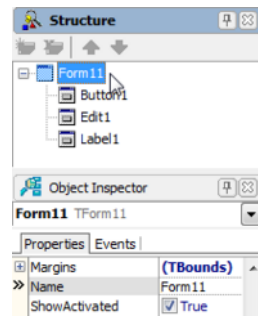 Structure
Form11
Button1
Edit1
Label1
Object Inspector
Form11 TForm11
Properties Events
Margins (TBounds)
Name Form11
ShowActivated True